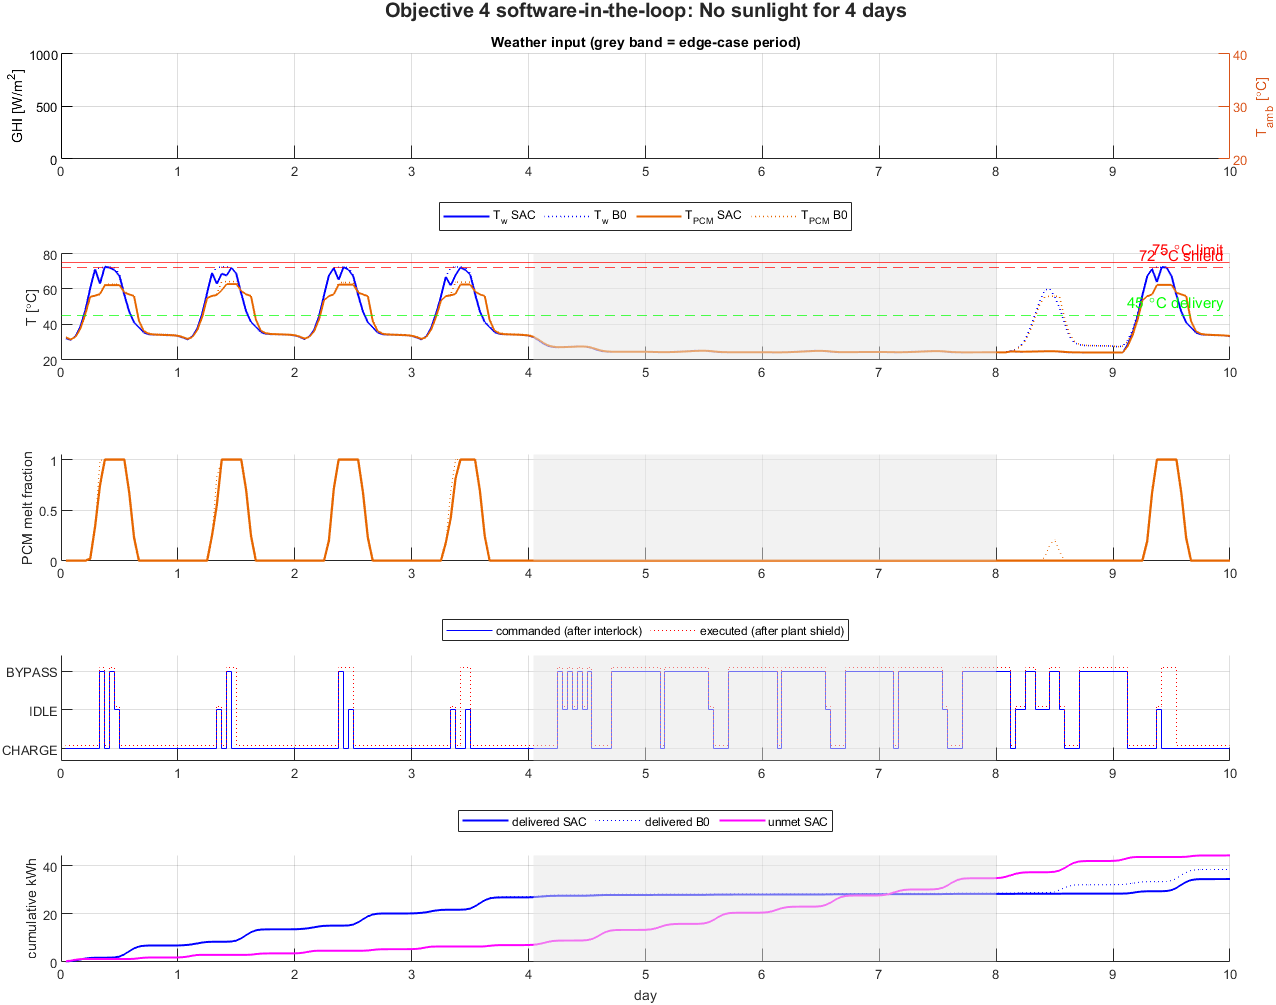 Objective 4 software-in-the-loop: No sunlight for 4 days
Weather input (grey band = edge-case period)
GHI [W/m²]
1000
500
0
40
30
20
T_amb [°C]
0 1 2 3 4 5 6 7 8 9 10
T_w SAC T_w B0 T_PCM SAC T_PCM B0
T [°C]
80
60
40
20
75 °C limit
72 °C shield
45 °C delivery
0 1 2 3 4 5 6 7 8 9 10
PCM melt fraction
1
0.5
0
0 1 2 3 4 5 6 7 8 9 10
commanded (after interlock) executed (after plant shield)
BYPASS
IDLE
CHARGE
0 1 2 3 4 5 6 7 8 9 10
delivered SAC delivered B0 unmet SAC
cumulative kWh
40
20
0
0 1 2 3 4 5 6 7 8 9 10
day